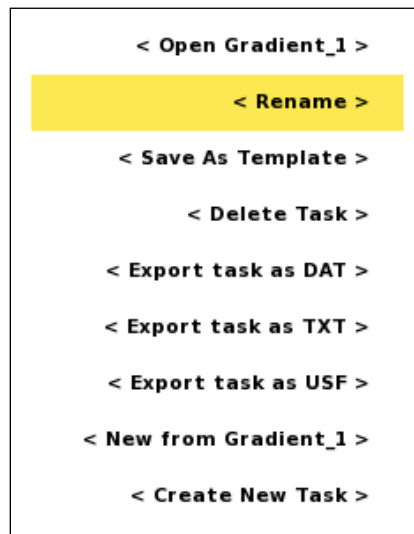 < Open Gradient_1 >
< Rename >
< Save As Template >
< Delete Task >
< Export task as DAT >
< Export task as TXT >
< Export task as USF >
< New from Gradient_1 >
< Create New Task >